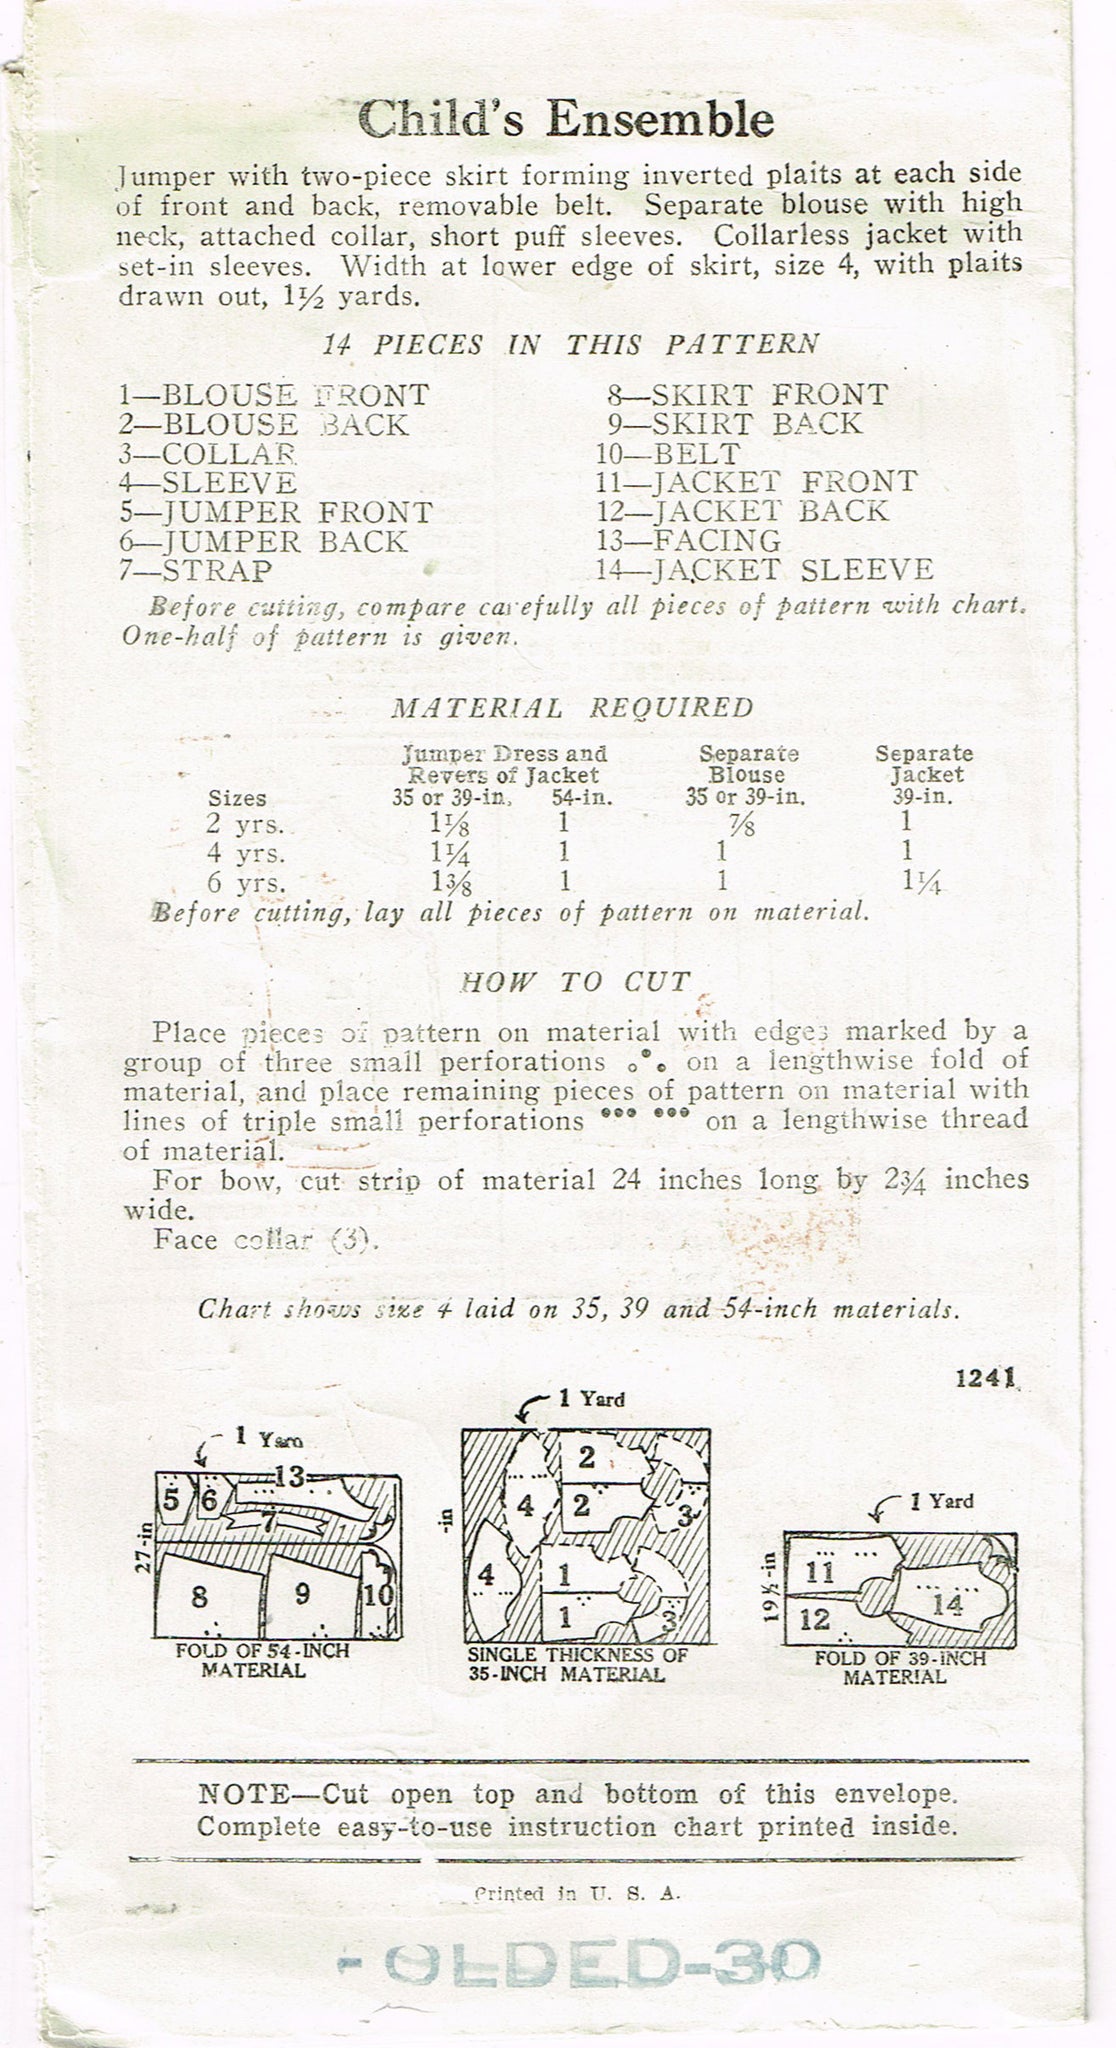 Child's Ensemble
Jumper with two-piece skirt forming inverted plaits at each side
of front and back, removable belt. Separate blouse with high
neck, attached collar, short puff sleeves. Collarless jacket with
set-in sleeves. Width at lower edge of skirt, size 4, with plaits
drawn out, 1½ yards.
14 PIECES IN THIS PATTERN
1—BLOUSE FRONT
2—BLOUSE BACK
3—COLLAR
4—SLEEVE
5—JUMPER FRONT
6—JUMPER BACK
7—STRAP
8—SKIRT FRONT
9—SKIRT BACK
10—BELT
11—JACKET FRONT
12—JACKET BACK
13—FACING
14—JACKET SLEEVE
Before cutting, compare carefully all pieces of pattern with chart.
One-half of pattern is given.
MATERIAL REQUIRED
Jumper Dress and Separate Separate
Revers of Jacket Blouse Jacket
Sizes 35 or 39-in. 54-in. 35 or 39-in. 39-in.
2 yrs. 1⅛ 1 ⅞ 1
4 yrs. 1¼ 1 1 1
6 yrs. 1⅜ 1 1 1¼
Before cutting, lay all pieces of pattern on material.
HOW TO CUT
Place pieces of pattern on material with edges marked by a
group of three small perforations on a lengthwise fold of
material, and place remaining pieces of pattern on material with
lines of triple small perforations on a lengthwise thread
of material.
For bow, cut strip of material 24 inches long by 2¾ inches
wide.
Face collar (3).
Chart shows size 4 laid on 35, 39 and 54-inch materials.
1241
1 Yard
13
5 6
7
27-in
8 9 10
FOLD OF 54-INCH
MATERIAL
1 Yard
2
4 2 3
-in
4 1
1 3
SINGLE THICKNESS OF
35-INCH MATERIAL
1 Yard
11
19½-in
12 14
FOLD OF 39-INCH
MATERIAL
NOTE—Cut open top and bottom of this envelope.
Complete easy-to-use instruction chart printed inside.
Printed in U. S. A.
-OLDED-30